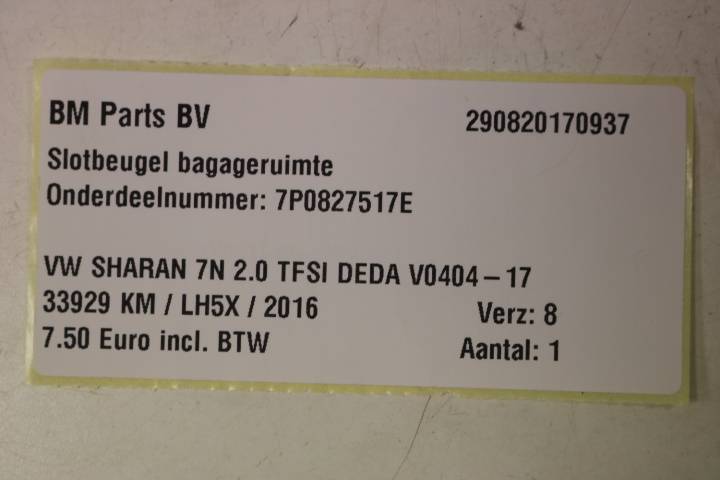 BM Parts BV 290820170937
Slotbeugel bagageruimte
Onderdeelnummer: 7P0827517E
VW SHARAN 7N 2.0 TFSI DEDA V0404-17
33929 KM / LH5X / 2016 Verz: 8
7.50 Euro incl. BTW Aantal: 1